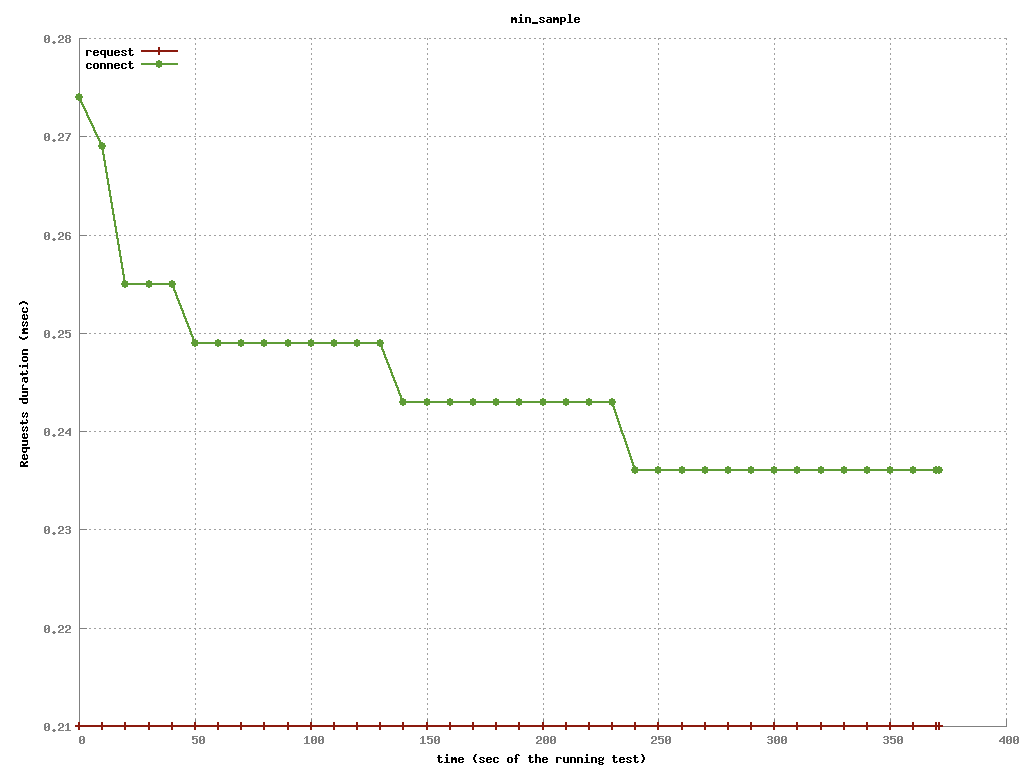 min_sample
request
connect
0.28
0.27
0.26
0.25
0.24
0.23
0.22
0.21
Requests duration (msec)
0 50 100 150 200 250 300 350 400
time (sec of the running test)